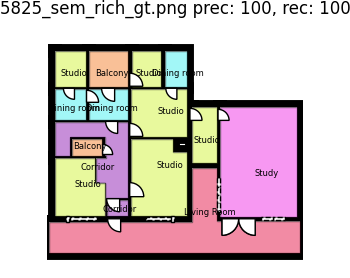 5825_sem_rich_gt.png prec: 100, rec: 100
Studio Balcony Studio Dining room
Dining room Dining room Studio
Studio
Balcony
Corridor Studio
Study
Studio
Corridor Living Room